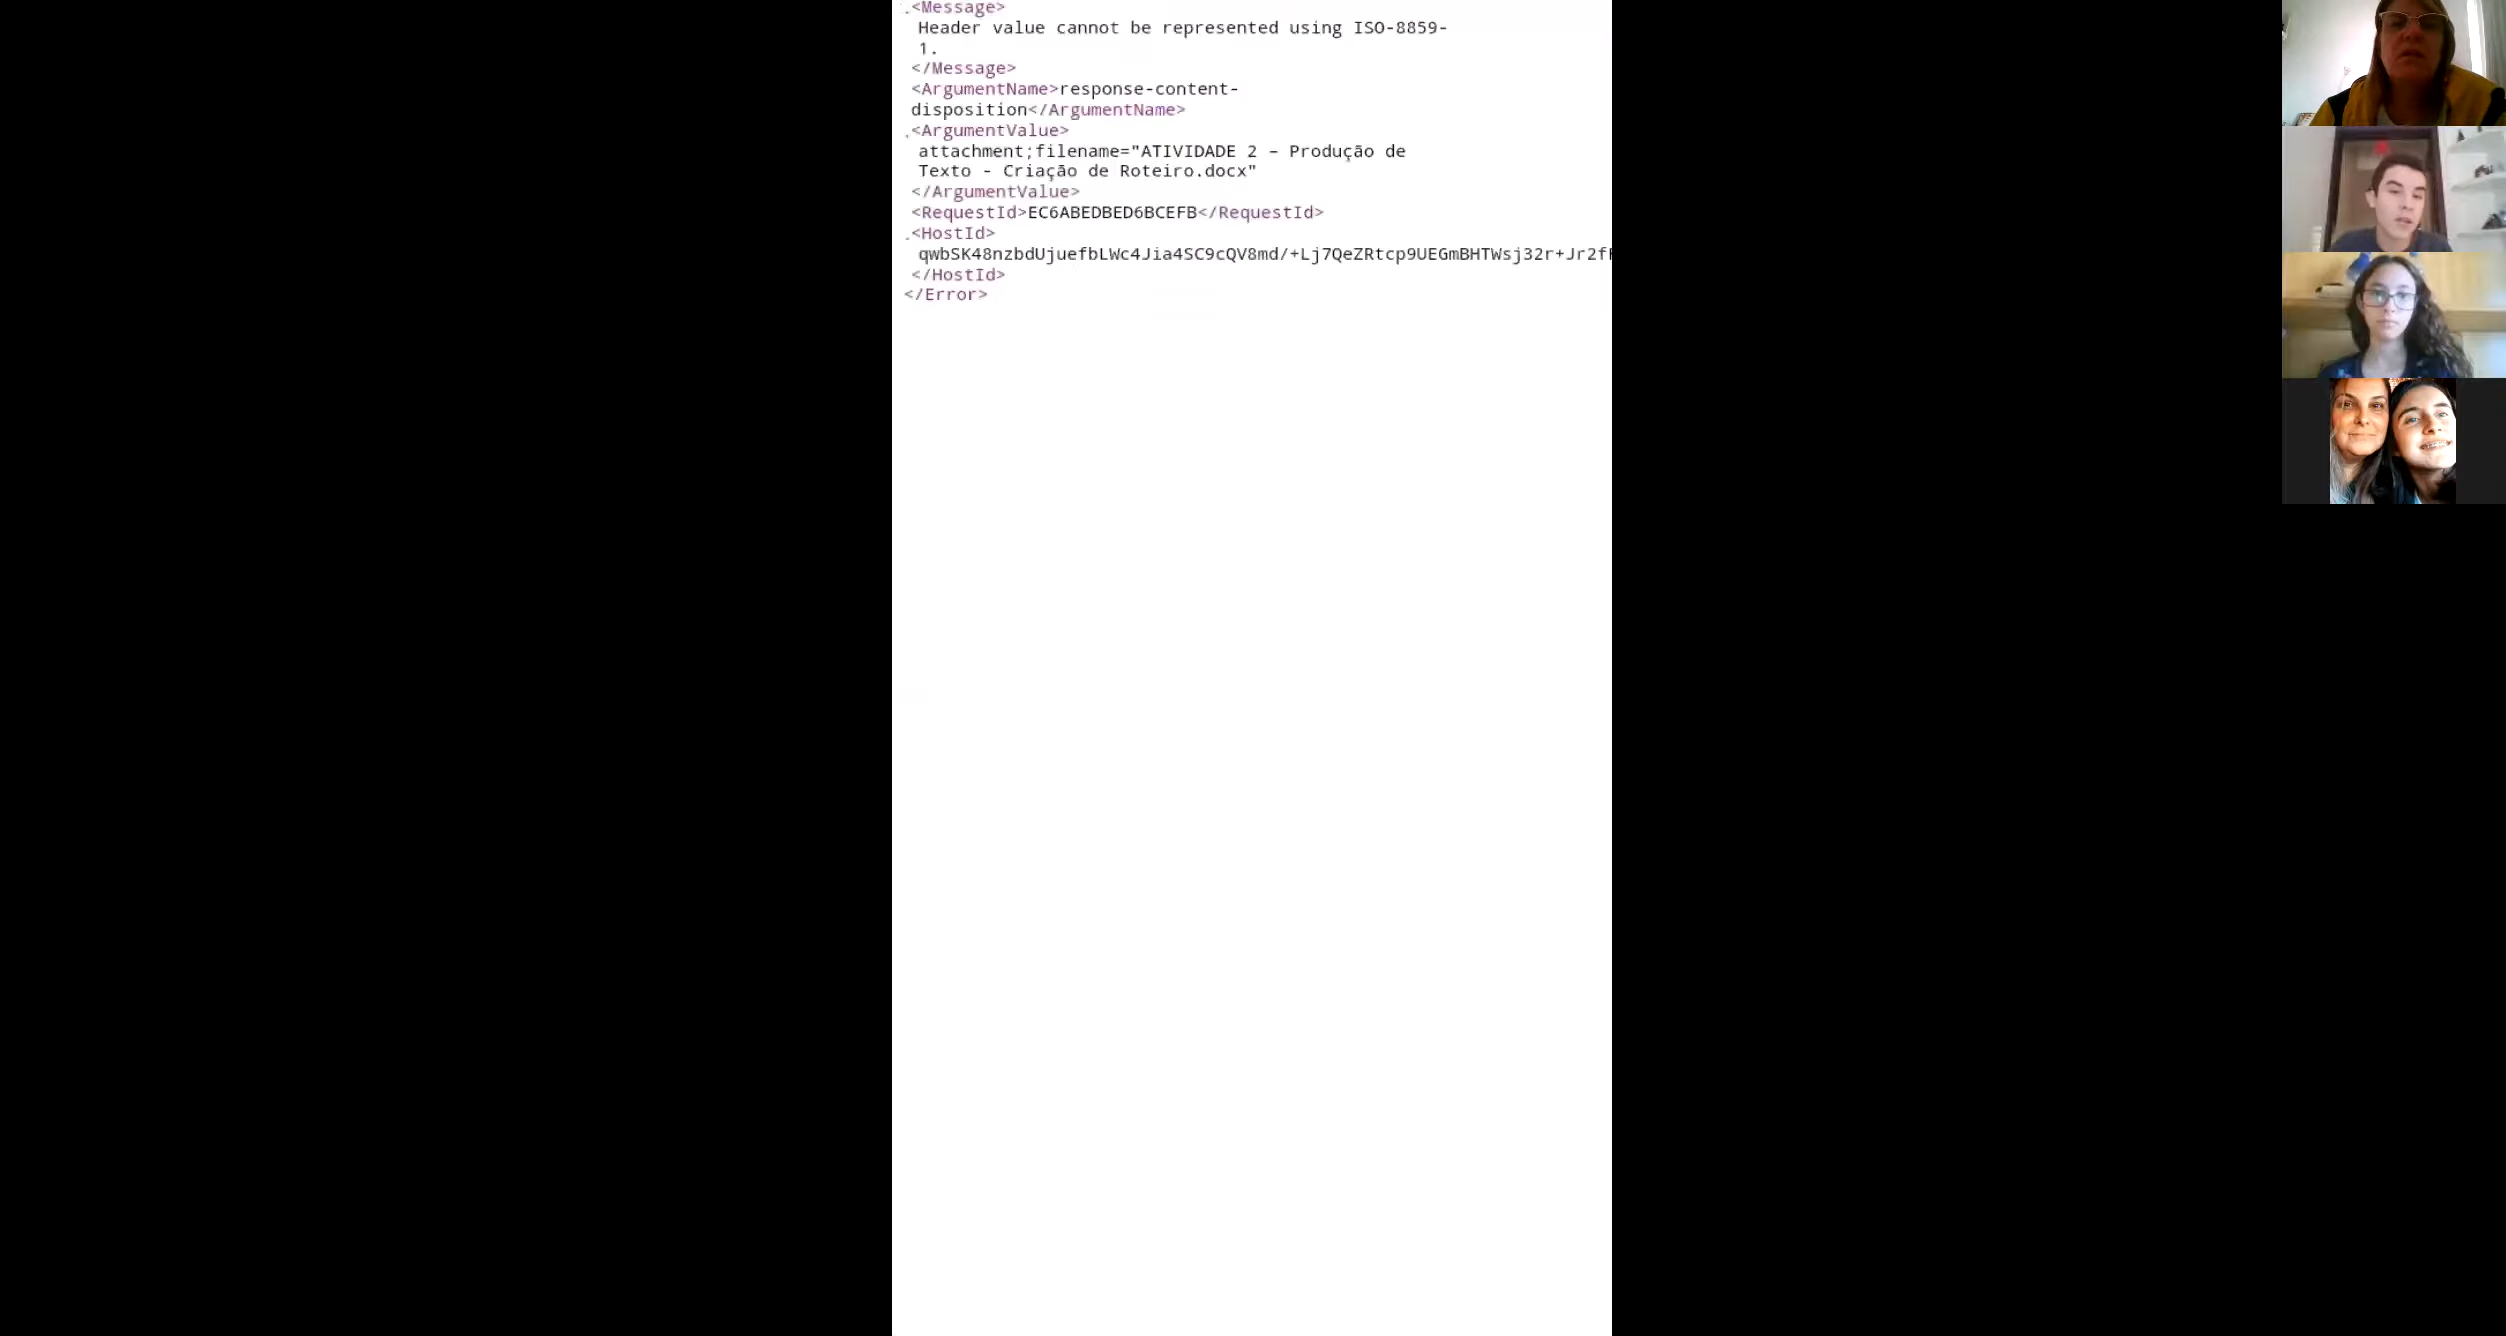 <Message>
Header value cannot be represented using ISO-8859-
1.
</Message>
<ArgumentName>response-content-
disposition</ArgumentName>
<ArgumentValue>
attachment;filename="ATIVIDADE 2 – Produção de
Texto - Criação de Roteiro.docx"
</ArgumentValue>
<RequestId>EC6ABEDBED6BCEFB</RequestId>
<HostId>
qwbSK48nzbdUjuefbLWc4Jia4SC9cQV8md/+Lj7QeZRtcp9UEGmBHTWsj32r+Jr2f
</HostId>
</Error>